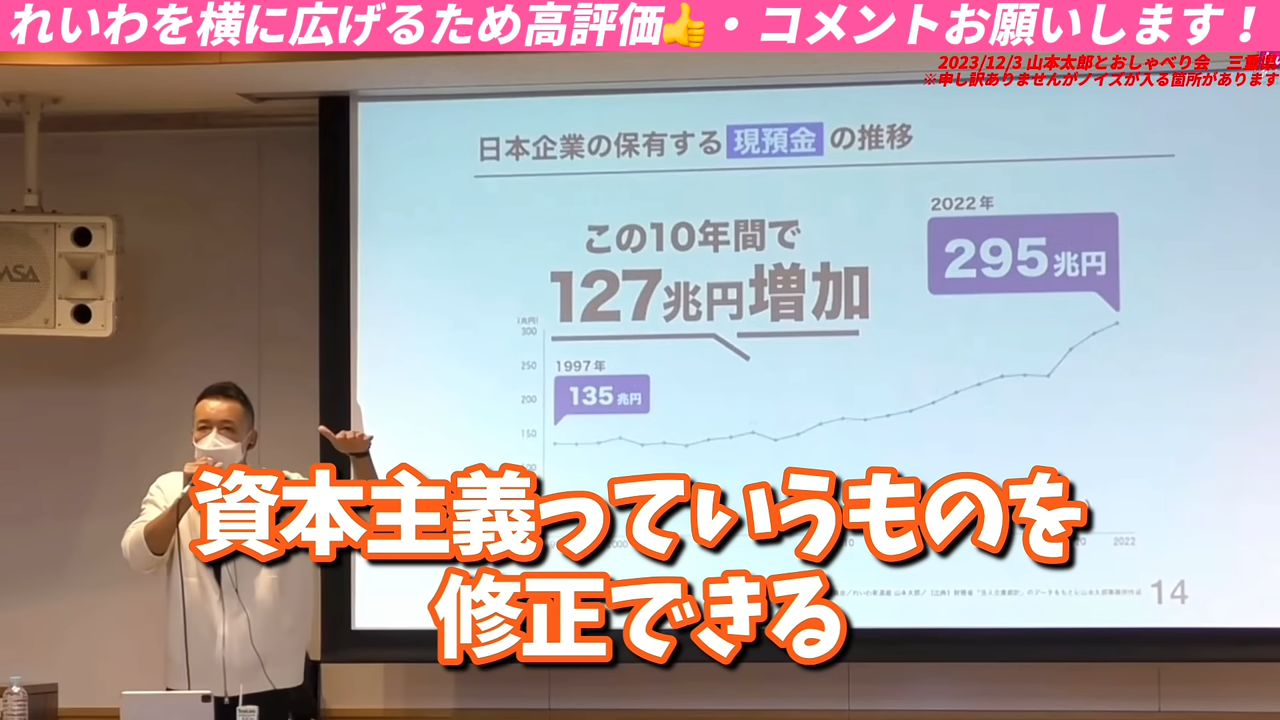 れいわを横に広げるため高評価👍・コメントお願いします！
2023/12/3 山本太郎とおしゃべり会 三重県
※申し訳ありませんがノイズが入る箇所があります
日本企業の保有する 現預金 の推移
2022年
295兆円
この10年間で
127兆円増加
(兆円)
300
250
200
150
1997年
135兆円
資本主義っていうものを
修正できる
2022
14